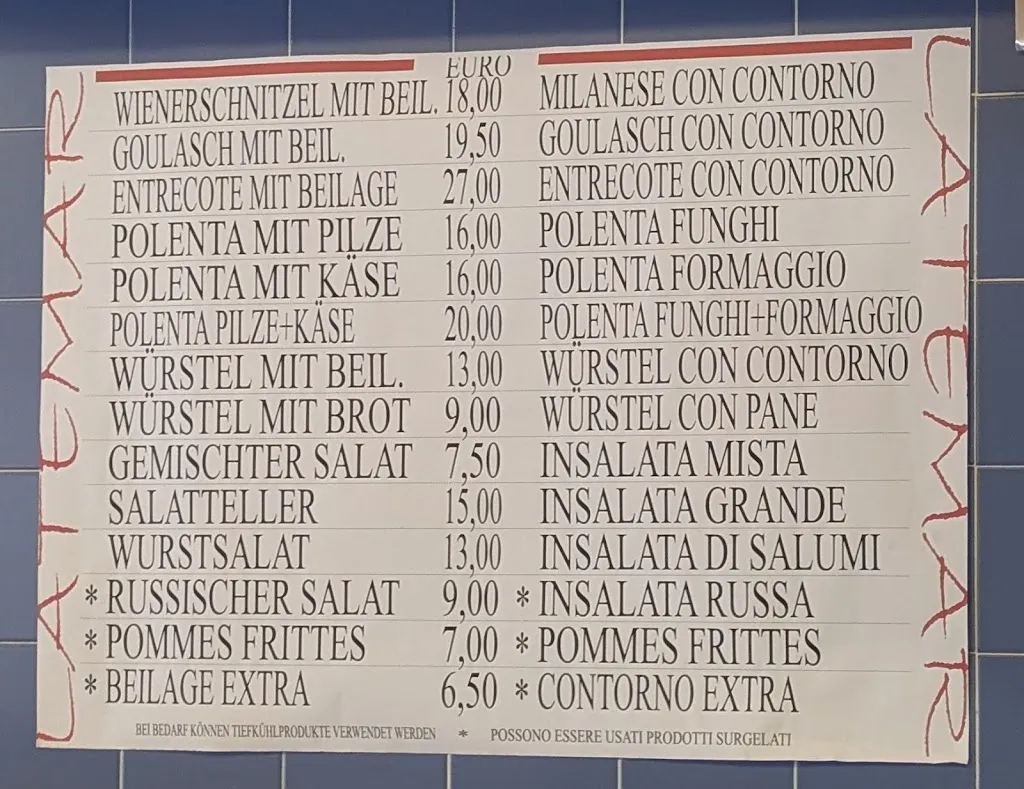 LATEMAR
EURO
WIENERSCHNITZEL MIT BEIL. 18,00 MILANESE CON CONTORNO
GOULASCH MIT BEIL. 19,50 GOULASCH CON CONTORNO
ENTRECOTE MIT BEILAGE 27,00 ENTRECOTE CON CONTORNO
POLENTA MIT PILZE 16,00 POLENTA FUNGHI
POLENTA MIT KÄSE 16,00 POLENTA FORMAGGIO
POLENTA PILZE+KÄSE 20,00 POLENTA FUNGHI+FORMAGGIO
WÜRSTEL MIT BEIL. 13,00 WÜRSTEL CON CONTORNO
WÜRSTEL MIT BROT 9,00 WÜRSTEL CON PANE
GEMISCHTER SALAT 7,50 INSALATA MISTA
SALATTELLER 15,00 INSALATA GRANDE
WURSTSALAT 13,00 INSALATA DI SALUMI
* RUSSISCHER SALAT 9,00 * INSALATA RUSSA
* POMMES FRITTES 7,00 * POMMES FRITTES
* BEILAGE EXTRA 6,50 * CONTORNO EXTRA
BEI BEDARF KÖNNEN TIEFKÜHLPRODUKTE VERWENDET WERDEN * POSSONO ESSERE USATI PRODOTTI SURGELATI
LATEMAR